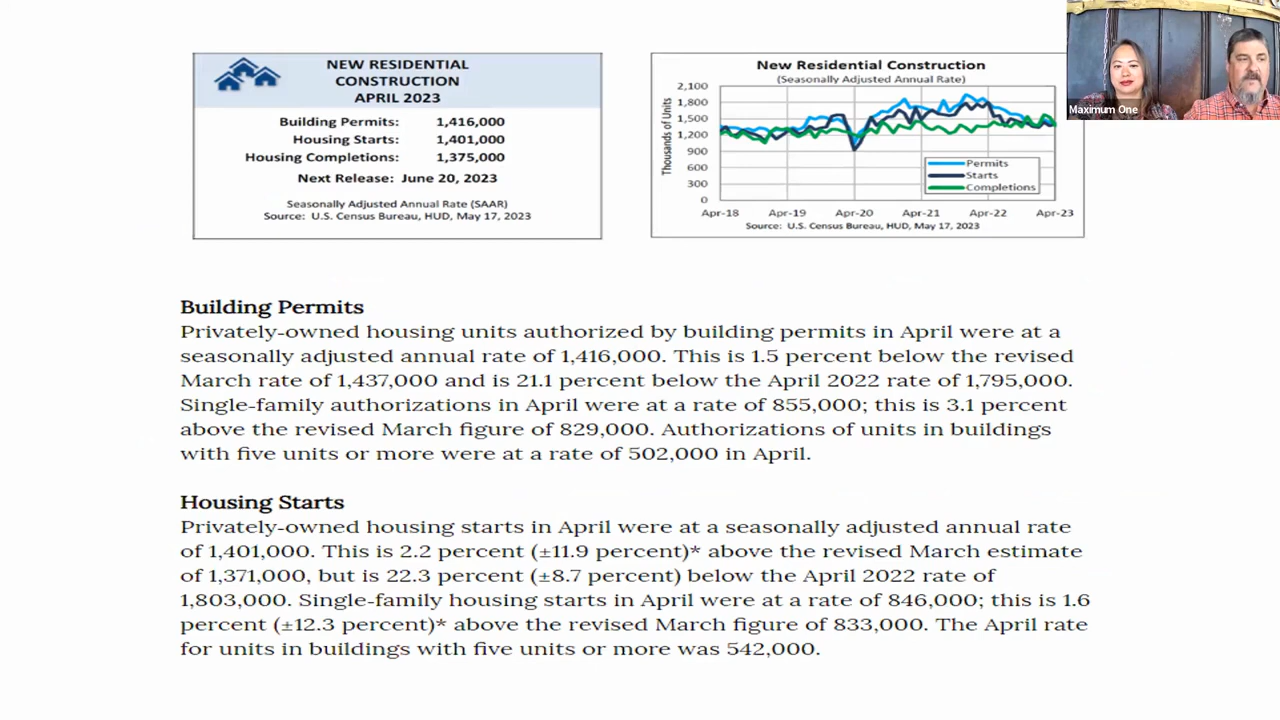 NEW RESIDENTIAL
CONSTRUCTION
APRIL 2023
Building Permits: 1,416,000
Housing Starts: 1,401,000
Housing Completions: 1,375,000
Next Release: June 20, 2023
Seasonally Adjusted Annual Rate (SAAR)
Source: U.S. Census Bureau, HUD, May 17, 2023
New Residential Construction
(Seasonally Adjusted Annual Rate)
Thousands of Units
2,100
1,800
1,500
1,200
900
600
300
0
Permits
Starts
Completions
Apr-18 Apr-19 Apr-20 Apr-21 Apr-22 Apr-23
Source: U.S. Census Bureau, HUD, May 17, 2023
Maximum One
Building Permits
Privately-owned housing units authorized by building permits in April were at a
seasonally adjusted annual rate of 1,416,000. This is 1.5 percent below the revised
March rate of 1,437,000 and is 21.1 percent below the April 2022 rate of 1,795,000.
Single-family authorizations in April were at a rate of 855,000; this is 3.1 percent
above the revised March figure of 829,000. Authorizations of units in buildings
with five units or more were at a rate of 502,000 in April.
Housing Starts
Privately-owned housing starts in April were at a seasonally adjusted annual rate
of 1,401,000. This is 2.2 percent (±11.9 percent)* above the revised March estimate
of 1,371,000, but is 22.3 percent (±8.7 percent) below the April 2022 rate of
1,803,000. Single-family housing starts in April were at a rate of 846,000; this is 1.6
percent (±12.3 percent)* above the revised March figure of 833,000. The April rate
for units in buildings with five units or more was 542,000.